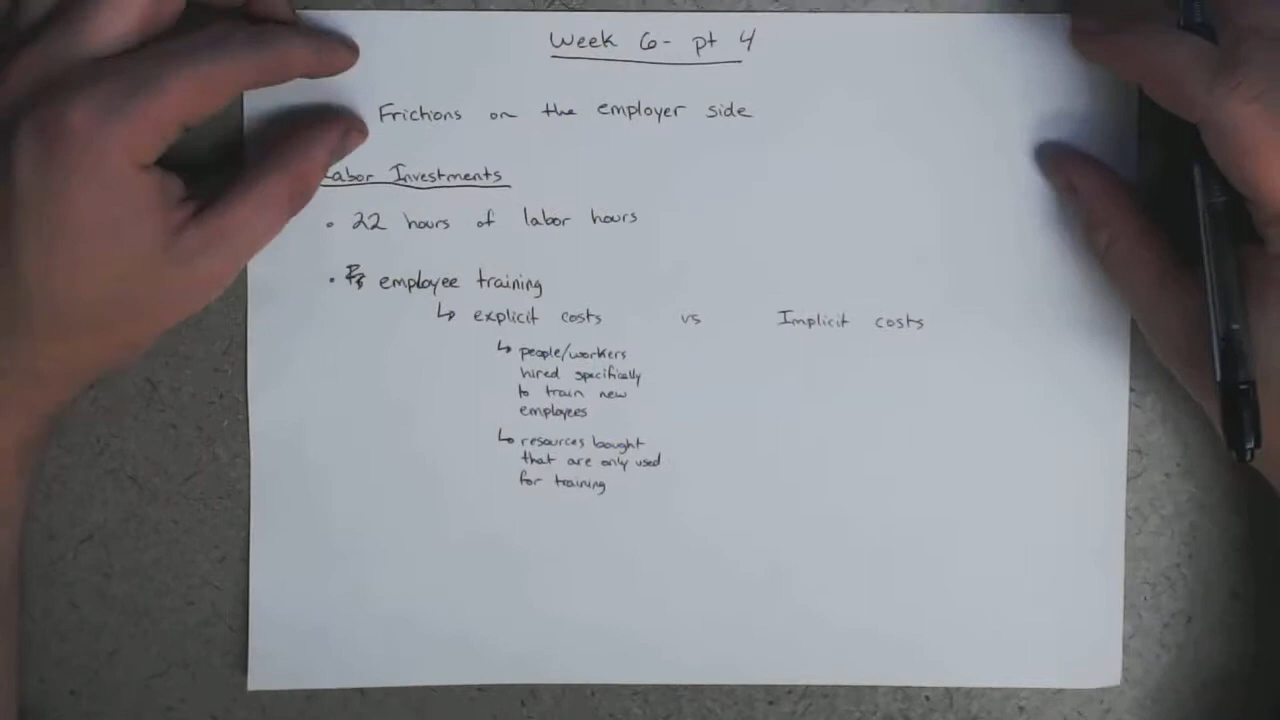 Week 6 - pt 4
Frictions on the employer side
Labor Investments
• 22 hours of labor hours
• employee training
↳ explicit costs vs Implicit costs
↳ people/workers
hired specifically
to train new
employees
↳ resources bought
that are only used
for training